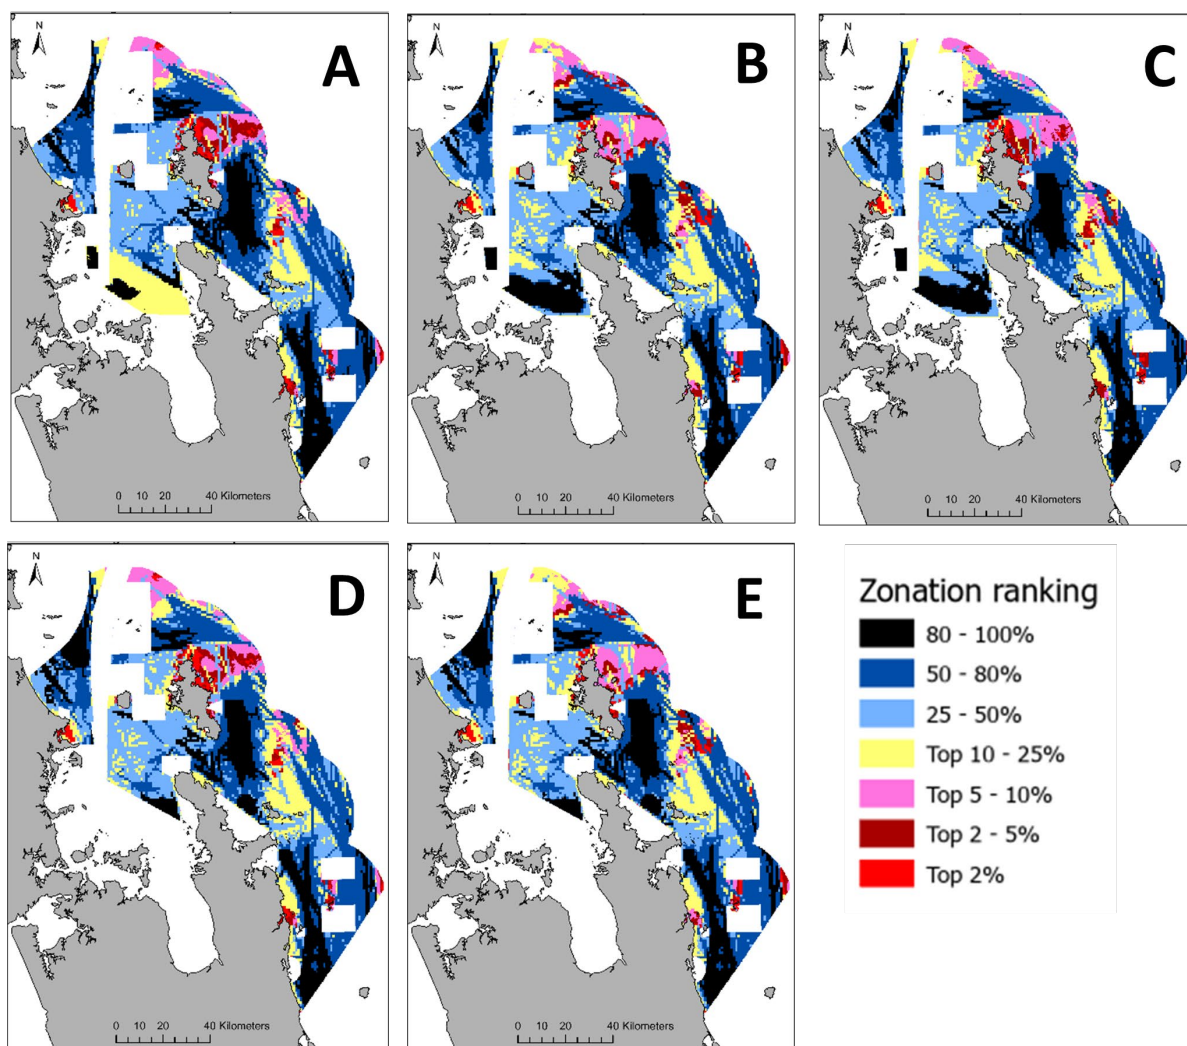 N
A
0 10 20 40 Kilometers
N
B
0 10 20 40 Kilometers
N
C
0 10 20 40 Kilometers
N
D
0 10 20 40 Kilometers
N
E
0 10 20 40 Kilometers
Zonation ranking
80 - 100%
50 - 80%
25 - 50%
Top 10 - 25%
Top 5 - 10%
Top 2 - 5%
Top 2%